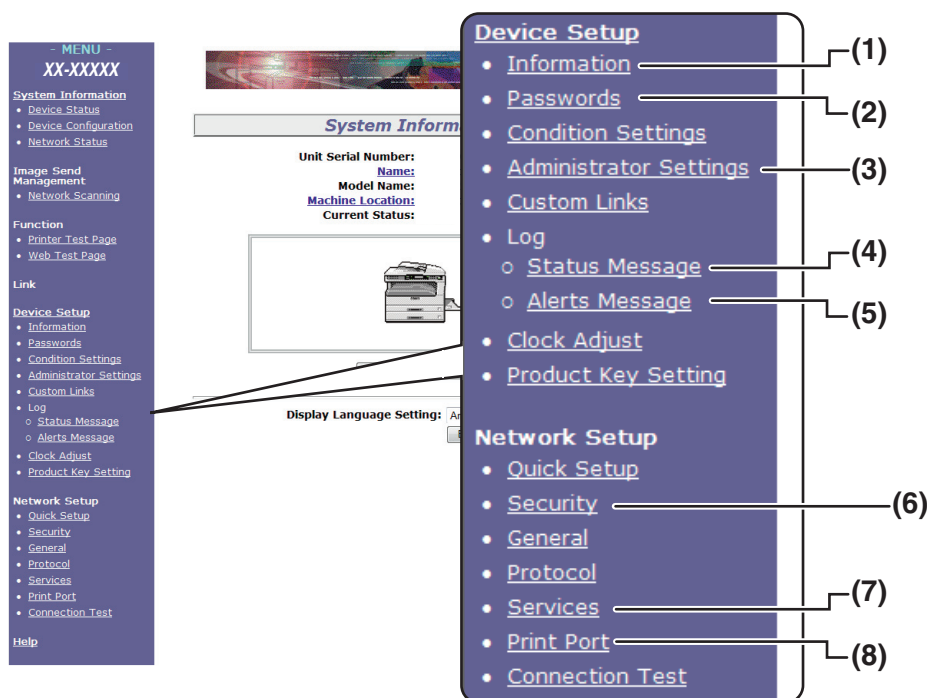 - MENU -
XX-XXXXX
System Information
• Device Status
• Device Configuration
• Network Status
Image Send
Management
• Network Scanning
Function
• Printer Test Page
• Web Test Page
Link
Device Setup
• Information
• Passwords
• Condition Settings
• Administrator Settings
• Custom Links
• Log
○ Status Message
○ Alerts Message
• Clock Adjust
• Product Key Setting
Network Setup
• Quick Setup
• Security
• General
• Protocol
• Services
• Print Port
• Connection Test
Help
System Inform
Unit Serial Number:
Name:
Model Name:
Machine Location:
Current Status:
Display Language Setting:
Device Setup
• Information (1)
• Passwords (2)
• Condition Settings
• Administrator Settings (3)
• Custom Links
• Log
○ Status Message (4)
○ Alerts Message (5)
• Clock Adjust
• Product Key Setting
Network Setup
• Quick Setup
• Security (6)
• General
• Protocol
• Services (7)
• Print Port (8)
• Connection Test